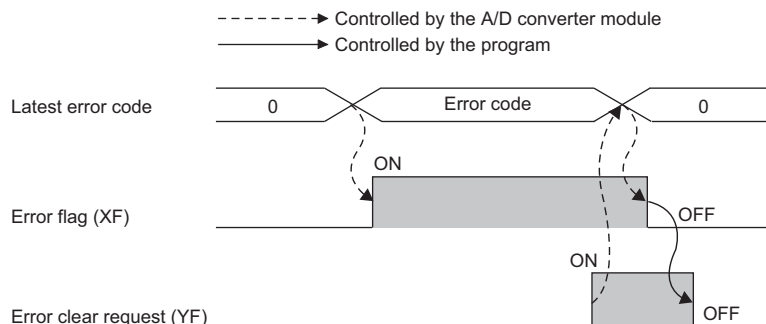 Controlled by the A/D converter module
Controlled by the program
Latest error code
0
Error code
0
ON
Error flag (XF)
OFF
ON
Error clear request (YF)
OFF